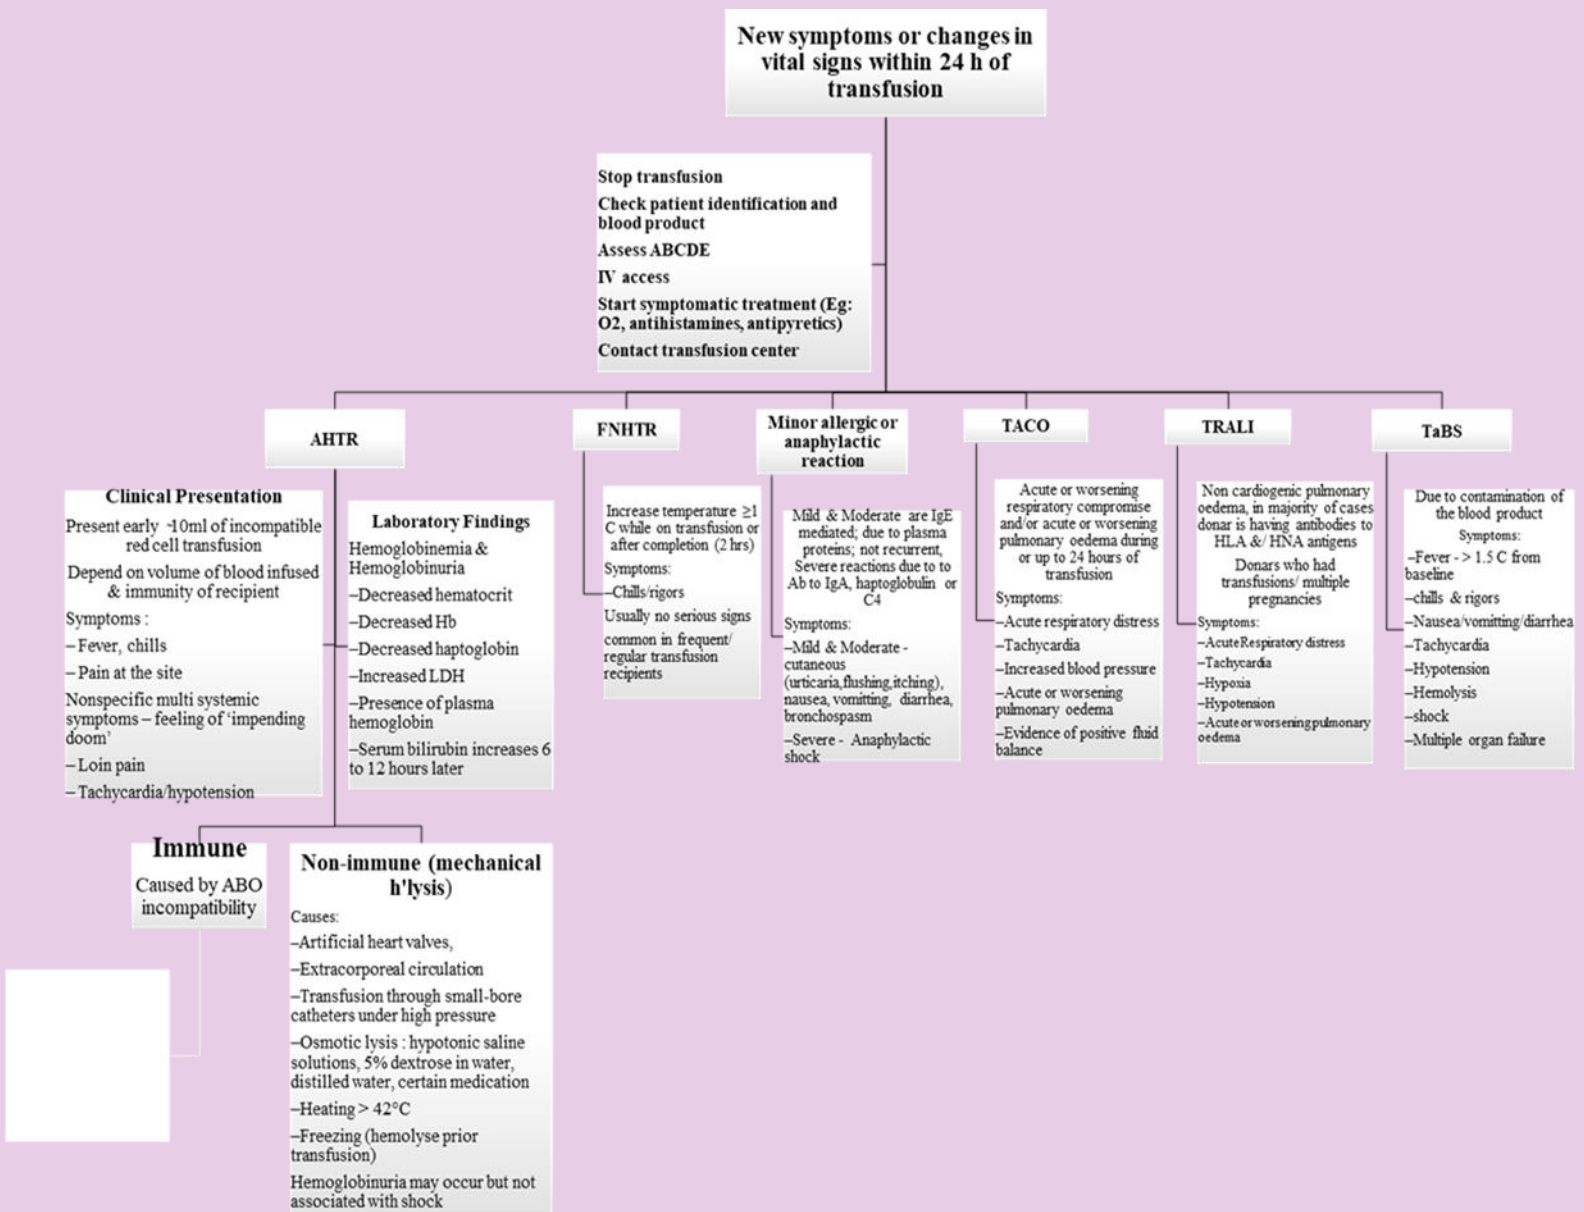 New symptoms or changes in
vital signs within 24 h of
transfusion
Stop transfusion
Check patient identification and
blood product
Assess ABCDE
IV access
Start symptomatic treatment (Eg:
O2, antihistamines, antipyretics)
Contact transfusion center
AHTR
Clinical Presentation
Present early ~10ml of incompatible
red cell transfusion
Depend on volume of blood infused
& immunity of recipient
Symptoms :
– Fever, chills
– Pain at the site
Nonspecific multi systemic
symptoms – feeling of ‘impending
doom’
– Loin pain
– Tachycardia/hypotension
Laboratory Findings
Hemoglobinemia &
Hemoglobinuria
–Decreased hematocrit
–Decreased Hb
–Decreased haptoglobin
–Increased LDH
–Presence of plasma
hemoglobin
–Serum bilirubin increases 6
to 12 hours later
Immune
Caused by ABO
incompatibility
Non-immune (mechanical
h'lysis)
Causes:
–Artificial heart valves,
–Extracorporeal circulation
–Transfusion through small-bore
catheters under high pressure
–Osmotic lysis : hypotonic saline
solutions, 5% dextrose in water,
distilled water, certain medication
–Heating > 42°C
–Freezing (hemolyse prior
transfusion)
Hemoglobinuria may occur but not
associated with shock
FNHTR
Increase temperature ≥1
C while on transfusion or
after completion (2 hrs)
Symptoms:
–Chills/rigors
Usually no serious signs
common in frequent/
regular transfusion
recipients
Minor allergic or
anaphylactic
reaction
Mild & Moderate are IgE
mediated; due to plasma
proteins; not recurrent,
Severe reactions due to to
Ab to IgA, haptoglobulin or
C4
Symptoms:
–Mild & Moderate -
cutaneous
(urticaria,flushing,itching),
nausea, vomitting, diarrhea,
bronchospasm
–Severe - Anaphylactic
shock
TACO
Acute or worsening
respiratory compromise
and/or acute or worsening
pulmonary oedema during
or up to 24 hours of
transfusion
Symptoms:
–Acute respiratory distress
–Tachycardia
–Increased blood pressure
–Acute or worsening
pulmonary oedema
–Evidence of positive fluid
balance
TRALI
Non cardiogenic pulmonary
oedema, in majority of cases
donar is having antibodies to
HLA &/ HNA antigens
Donars who had
transfusions/ multiple
pregnancies
Symptoms:
–Acute Respiratory distress
–Tachycardia
–Hypoxia
–Hypotension
–Acute or worsening pulmonary
oedema
TaBS
Due to contamination of
the blood product
Symptoms:
–Fever - > 1.5 C from
baseline
–chills & rigors
–Nausea/vomitting/diarrhea
–Tachycardia
–Hypotension
–Hemolysis
–shock
–Multiple organ failure